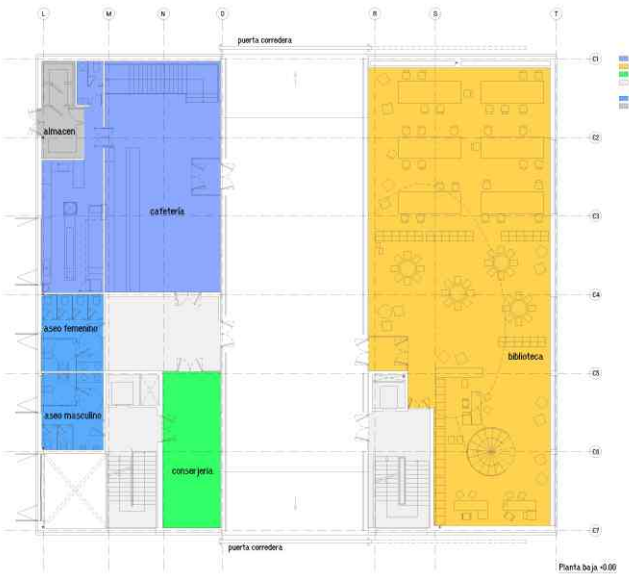 L M N O R S T
puerta corredera
C1
almacen
C2
cafetería
C3
C4
aseo femenino
biblioteca
C5
aseo masculino
conserjería
C6
C7
puerta corredera
Planta baja +0.00